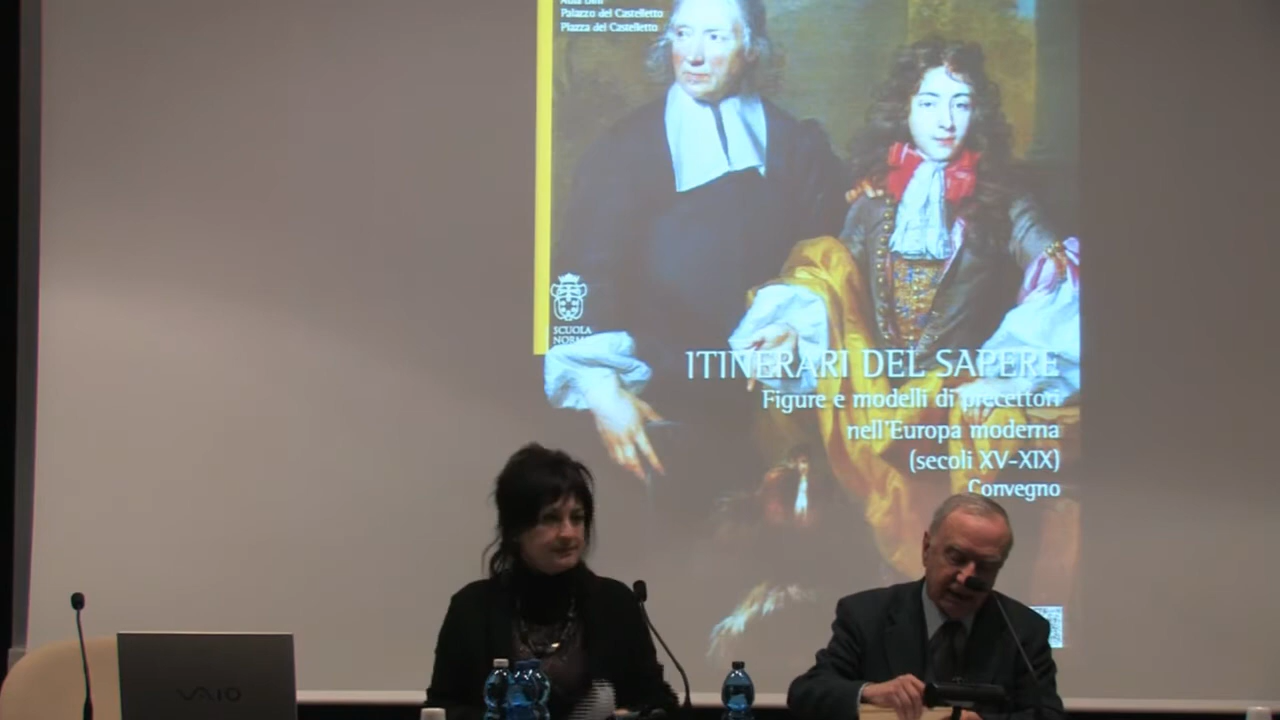 Palazzo del Castelletto
Piazza del Castelletto
SCUOLA
ITINERARI DEL SAPERE
Figure e modelli di precettori
nell'Europa moderna
(secoli XV-XIX)
Convegno
VAIO